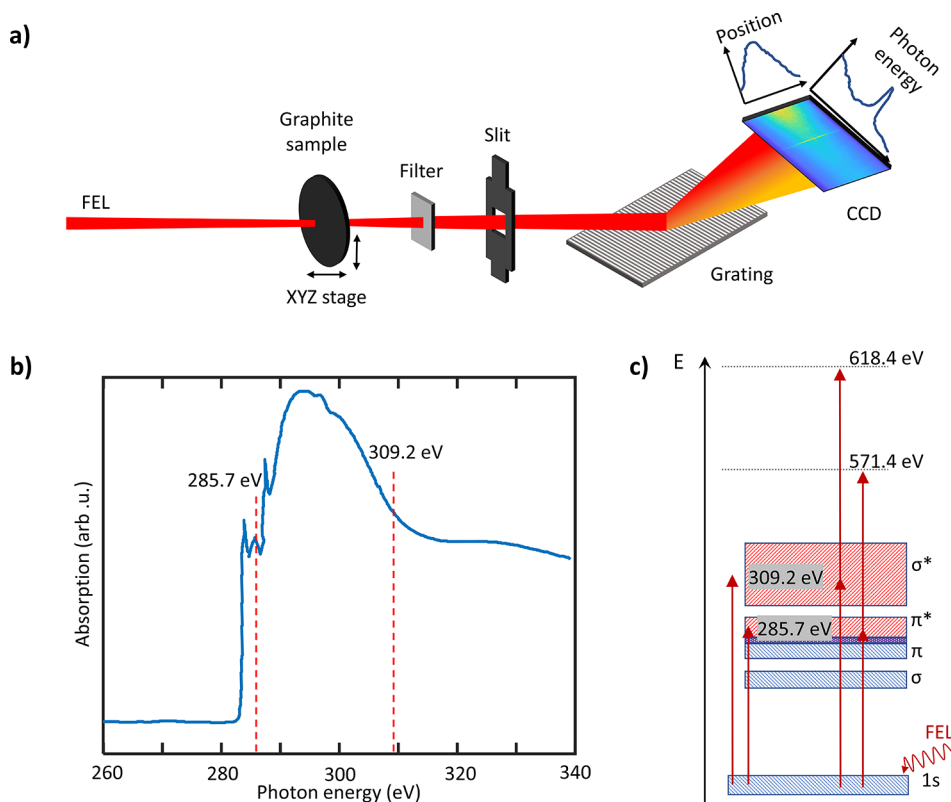 a)
Position
Photon
energy
Graphite
sample
Slit
Filter
FEL
CCD
XYZ stage
Grating
b)
285.7 eV
309.2 eV
Absorption (arb .u.)
260
280
300
320
340
Photon energy (eV)
c)
E
618.4 eV
571.4 eV
σ*
309.2 eV
π*
285.7 eV
π
σ
FEL
1s